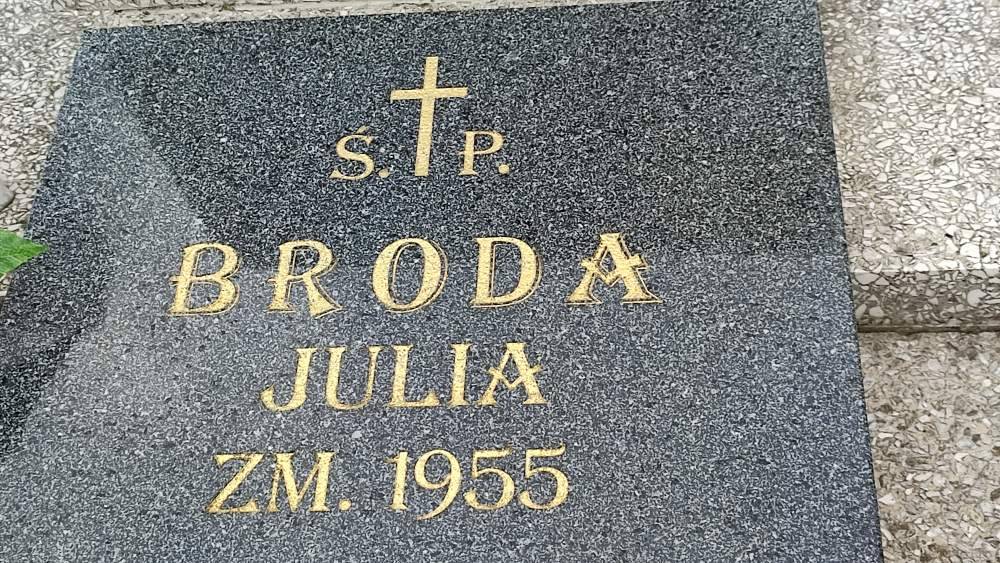 Ś. P.
BRODA
JULIA
ZM. 1955